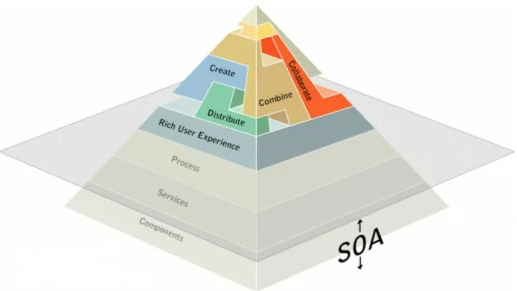 Create
Collaborate
Combine
Distribute
Rich User Experience
Process
Services
Components
SOA